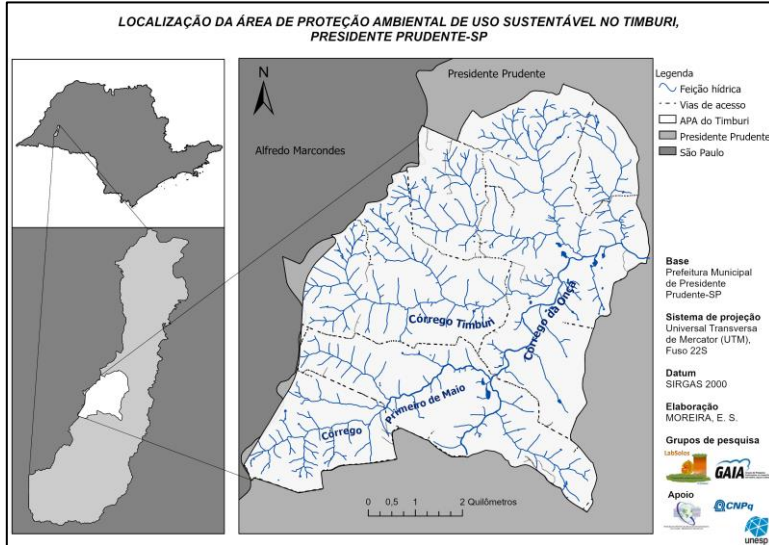 LOCALIZAÇÃO DA ÁREA DE PROTEÇÃO AMBIENTAL DE USO SUSTENTÁVEL NO TIMBURI,
PRESIDENTE PRUDENTE-SP
N
Presidente Prudente
Alfredo Marcondes
Córrego Timburi
Córrego da Onça
Córrego
Primeiro de Maio
0 0,5 1 2 Quilômetros
Legenda
Feição hídrica
Vias de acesso
APA do Timburi
Presidente Prudente
São Paulo
Base
Prefeitura Municipal
de Presidente
Prudente-SP
Sistema de projeção
Universal Transversa
de Mercator (UTM),
Fuso 22S
Datum
SIRGAS 2000
Elaboração
MOREIRA, E. S.
Grupos de pesquisa
LabSolos
GAIA
Apoio
CNPq
unesp